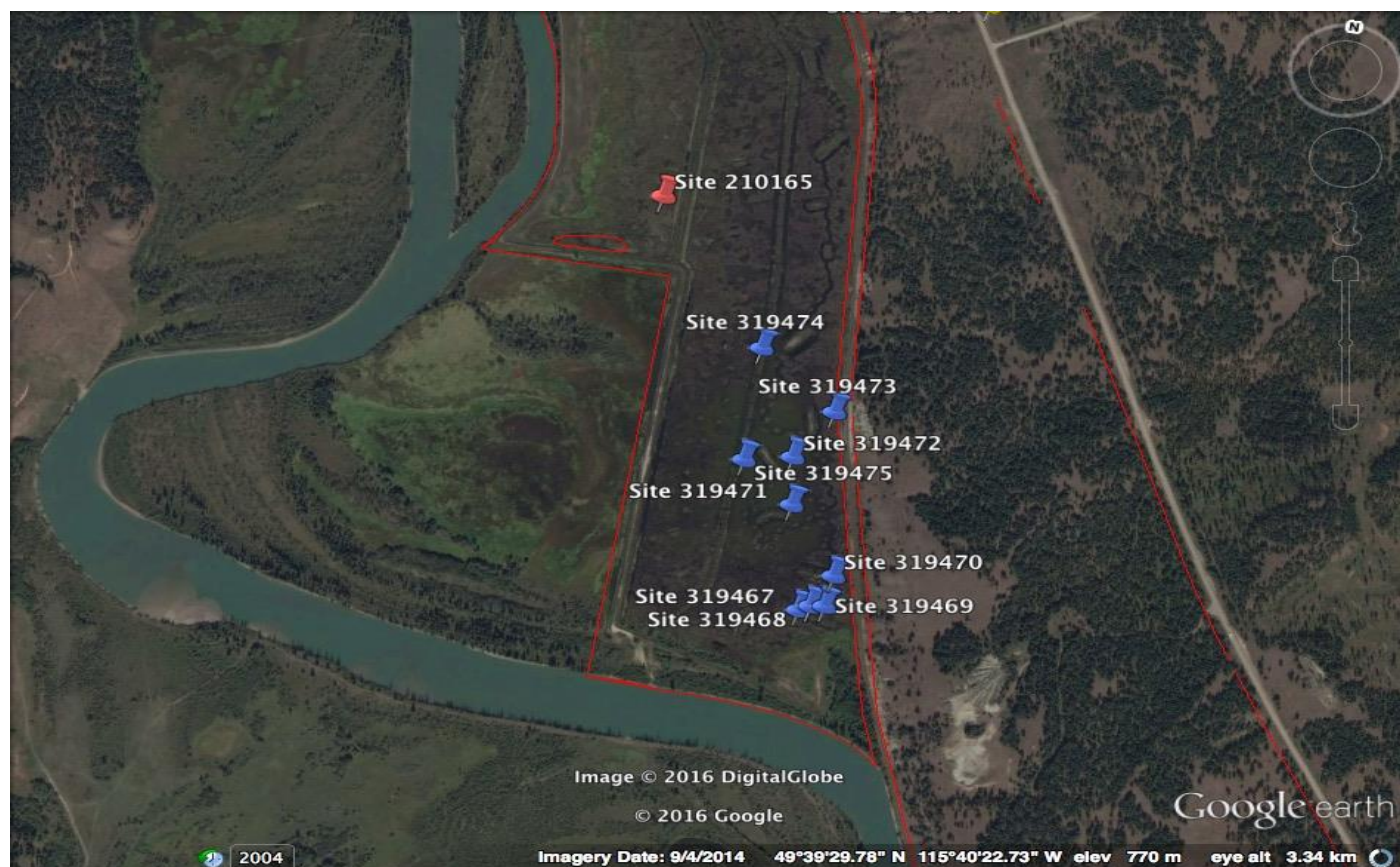 N
Site 210165
Site 319474
Site 319473
Site 319472
Site 319475
Site 319471
Site 319470
Site 319467
Site 319469
Site 319468
Image © 2016 DigitalGlobe
© 2016 Google
Google earth
2004
Imagery Date: 9/4/2014 49°39'29.78" N 115°40'22.73" W elev 770 m eye alt 3.34 km